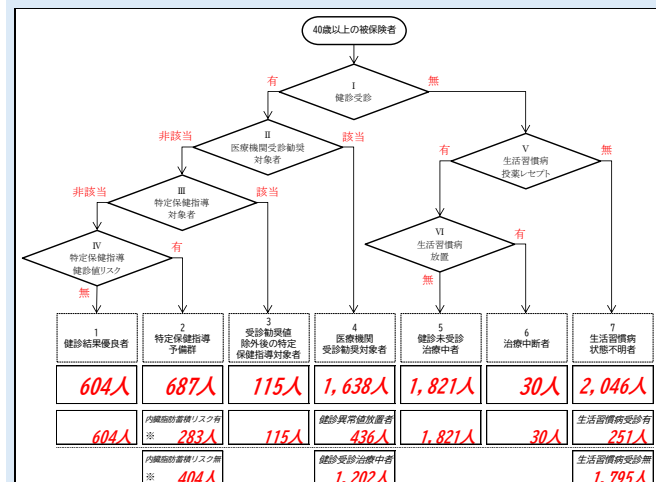 40歳以上の被保険者
Ⅰ
健診受診
有
無
Ⅱ
医療機関受診勧奨
対象者
非該当
該当
Ⅴ
生活習慣病
投薬レセプト
有
無
Ⅲ
特定保健指導
対象者
非該当
該当
Ⅳ
特定保健指導
健診値リスク
有
無
Ⅵ
生活習慣病
放置
有
無
1
健診結果優良者
2
特定保健指導
予備群
3
受診勧奨値
除外後の特定
保健指導対象者
4
医療機関
受診勧奨対象者
5
健診未受診
治療中者
6
治療中断者
7
生活習慣病
状態不明者
604人
687人
115人
1,638人
1,821人
30人
2,046人
604人
内臓脂肪蓄積リスク有
※ 283人
115人
健診異常値放置者
436人
1,821人
30人
生活習慣病受診有
251人
内臓脂肪蓄積リスク無
※ 404人
健診受診治療中者
1,202人
生活習慣病受診無
1,795人